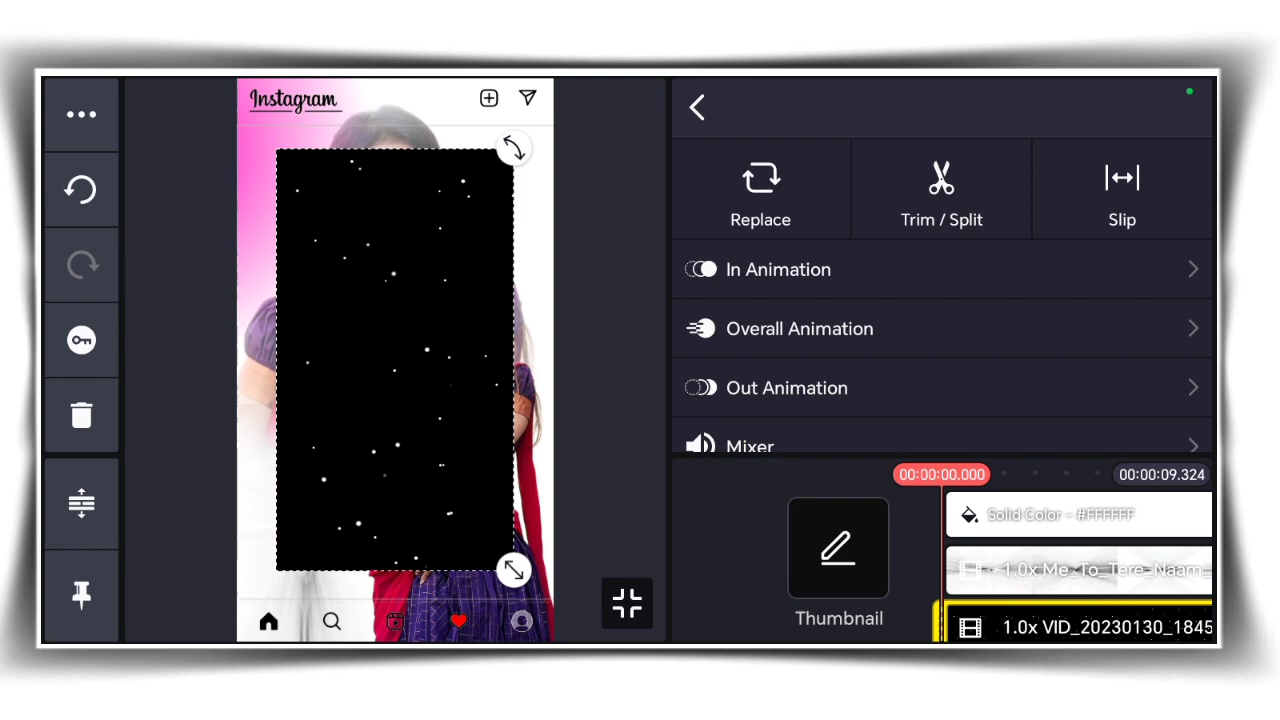 Instagram
Replace
Trim / Split
Slip
In Animation
Overall Animation
Out Animation
Mixer
00:00:00.000
00:00:09.324
Solid Color - #FFFFFF
1.0x Me_To_Tere_Naam_
Thumbnail
1.0x VID_20230130_1845